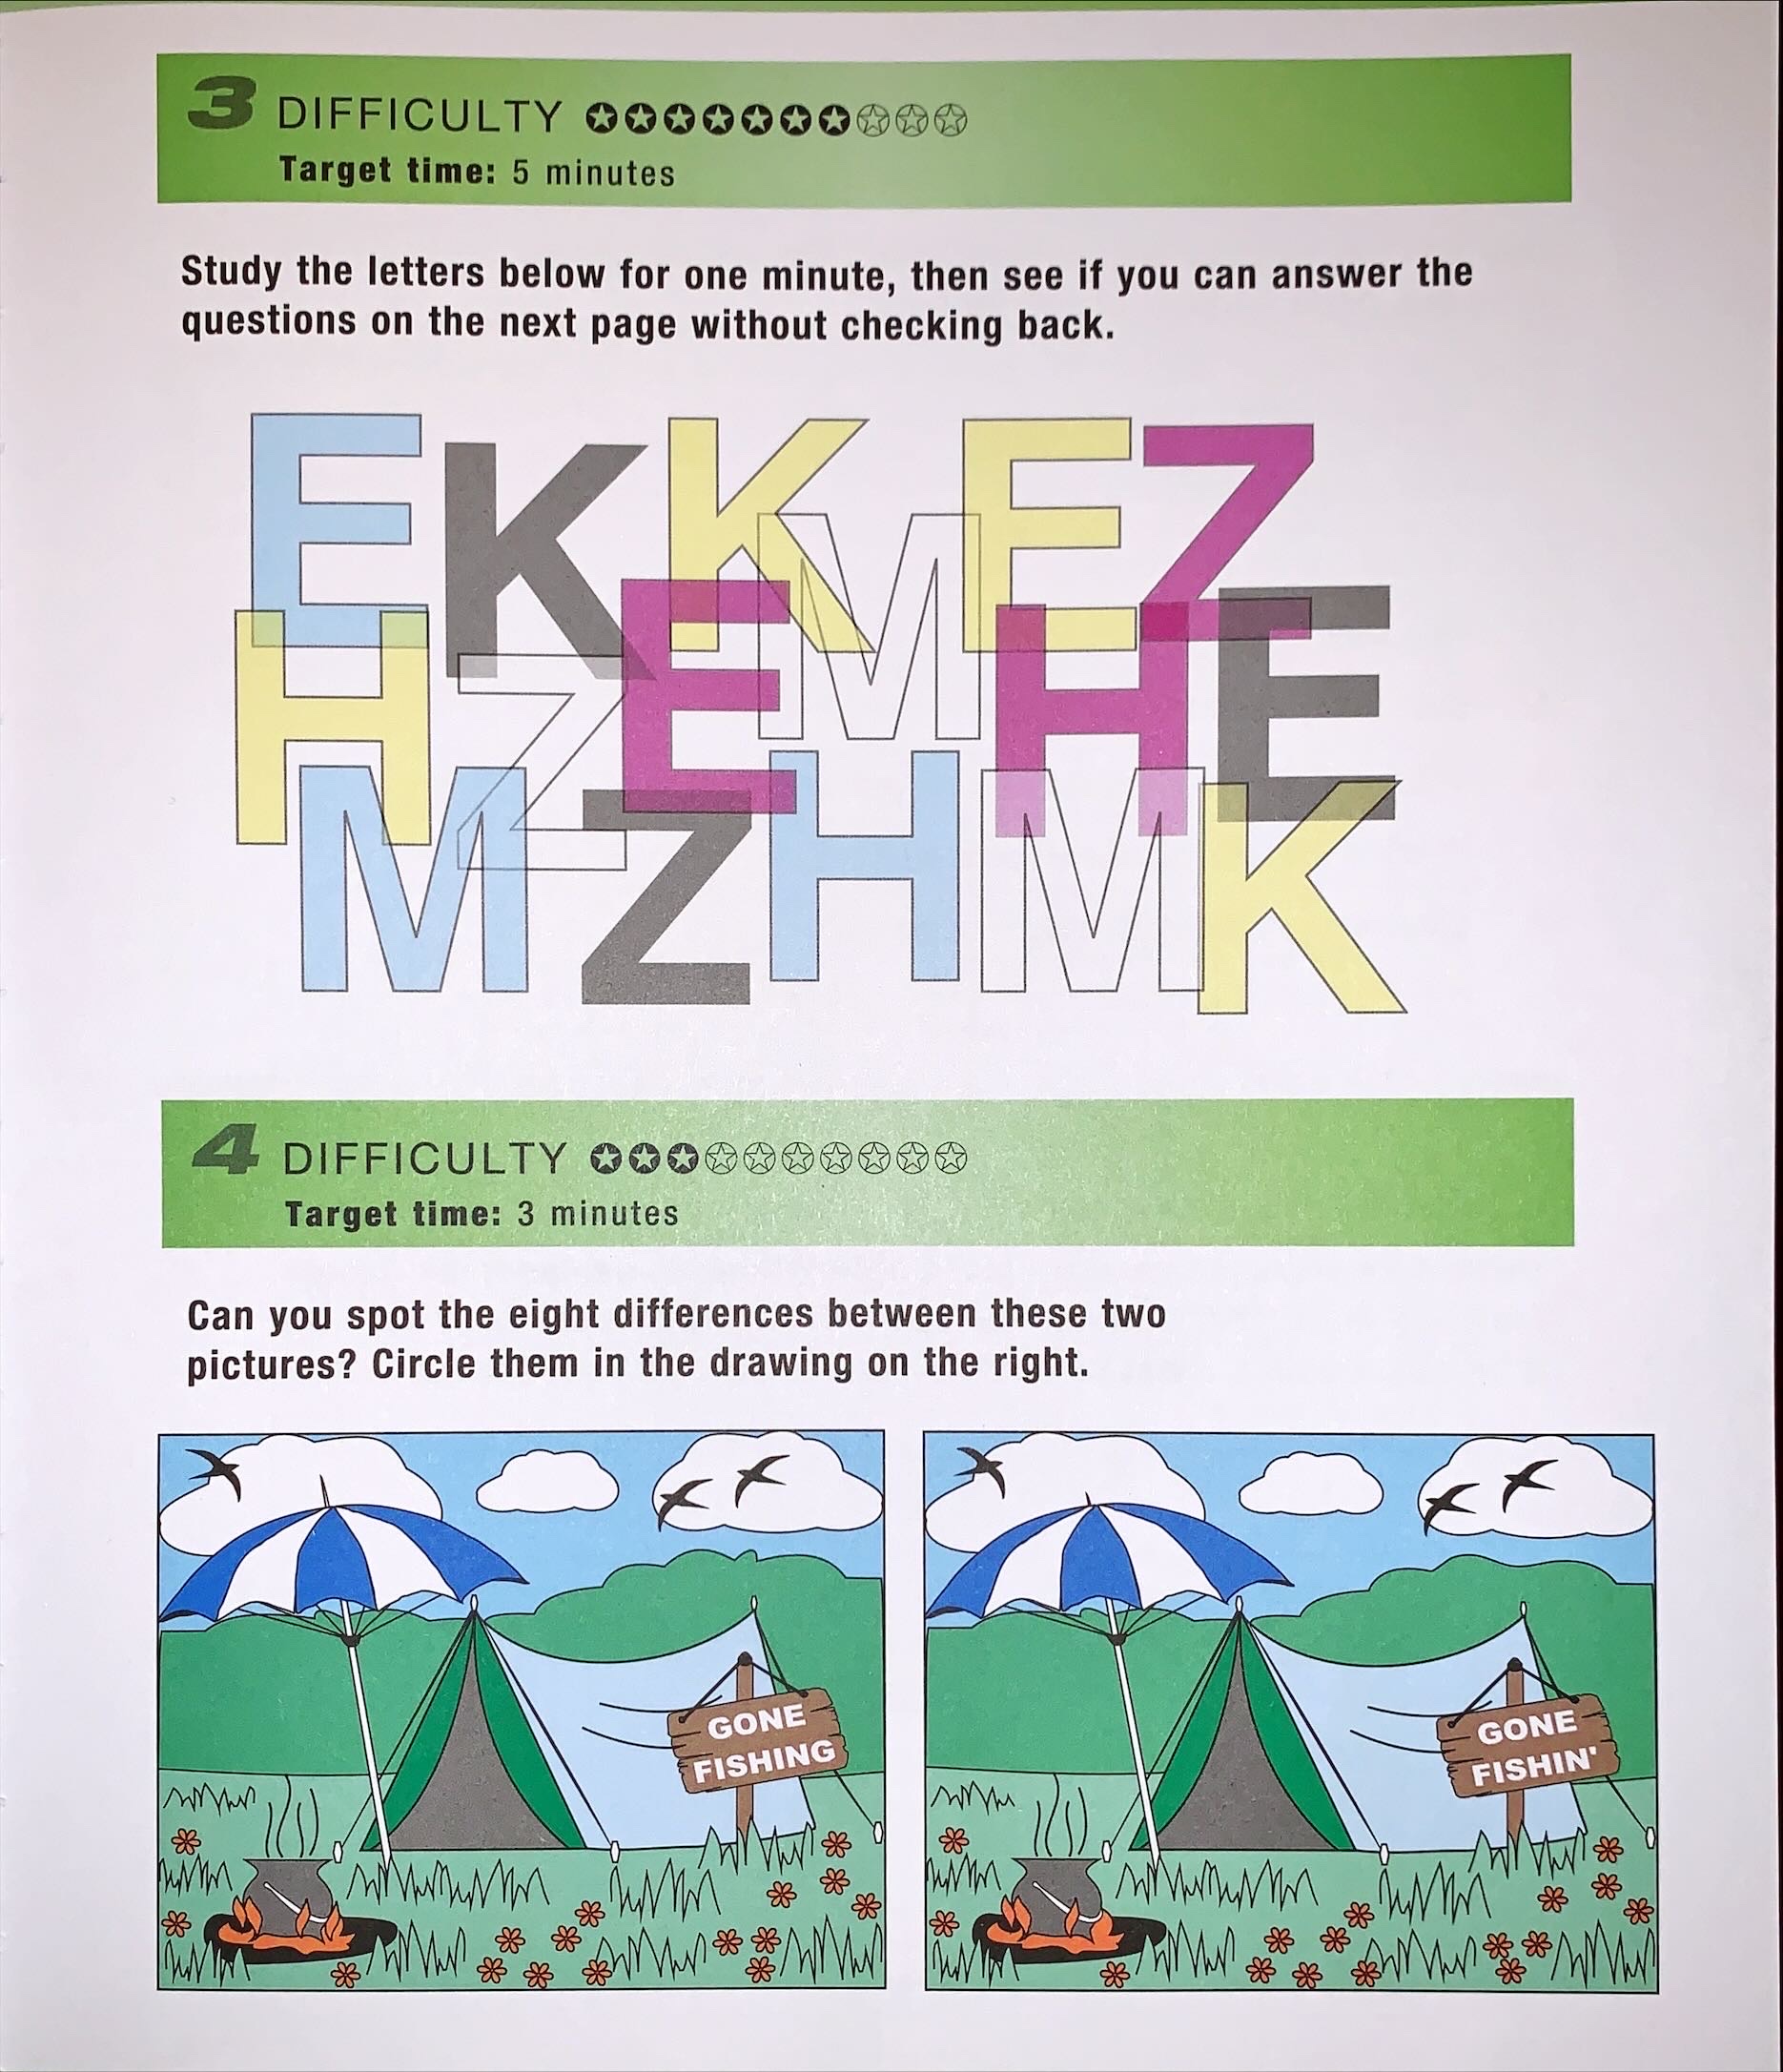 3 DIFFICULTY
Target time: 5 minutes
Study the letters below for one minute, then see if you can answer the
questions on the next page without checking back.
E K K E Z
M
H Z E H E
M Z H M K
4 DIFFICULTY
Target time: 3 minutes
Can you spot the eight differences between these two
pictures? Circle them in the drawing on the right.
GONE
FISHING
GONE
FISHIN'